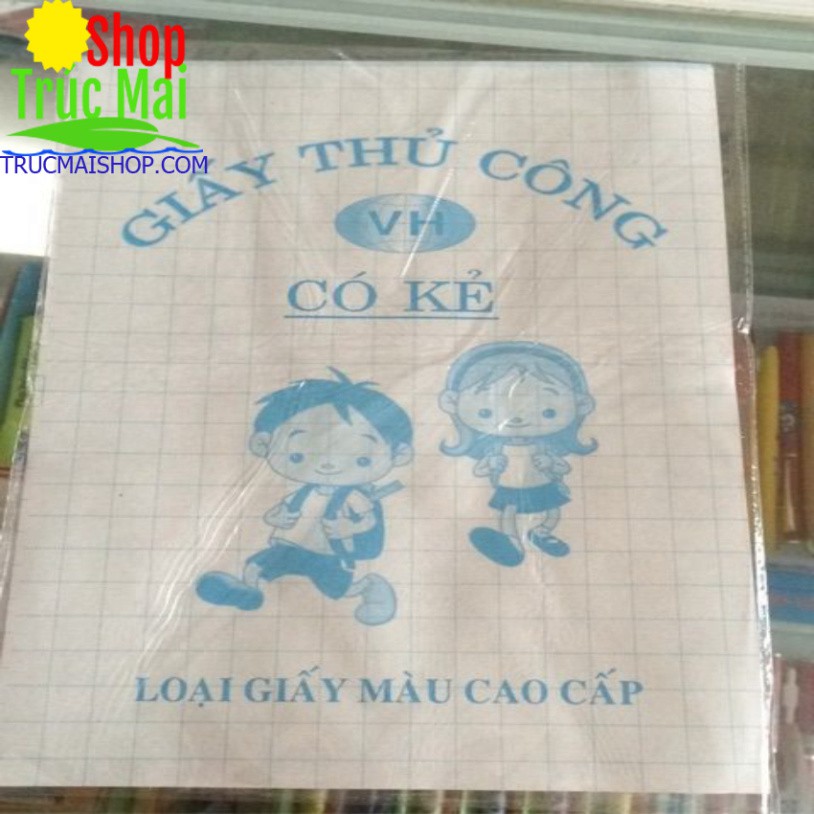 Shop
Trúc Mai
TRUCMAISHOP.COM
GIẤY THỦ CÔNG
VH
CÓ KẺ
LOẠI GIẤY MÀU CAO CẤP